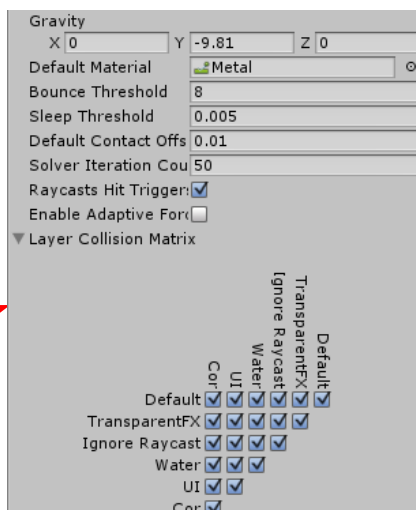 Gravity
X 0 Y -9.81 Z 0
Default Material Metal
Bounce Threshold 8
Sleep Threshold 0.005
Default Contact Offs 0.01
Solver Iteration Cou 50
Raycasts Hit Trigger
Enable Adaptive For
Layer Collision Matrix
Cor UI Water Ignore Raycast TransparentFX Default
Default
TransparentFX
Ignore Raycast
Water
UI
Cor